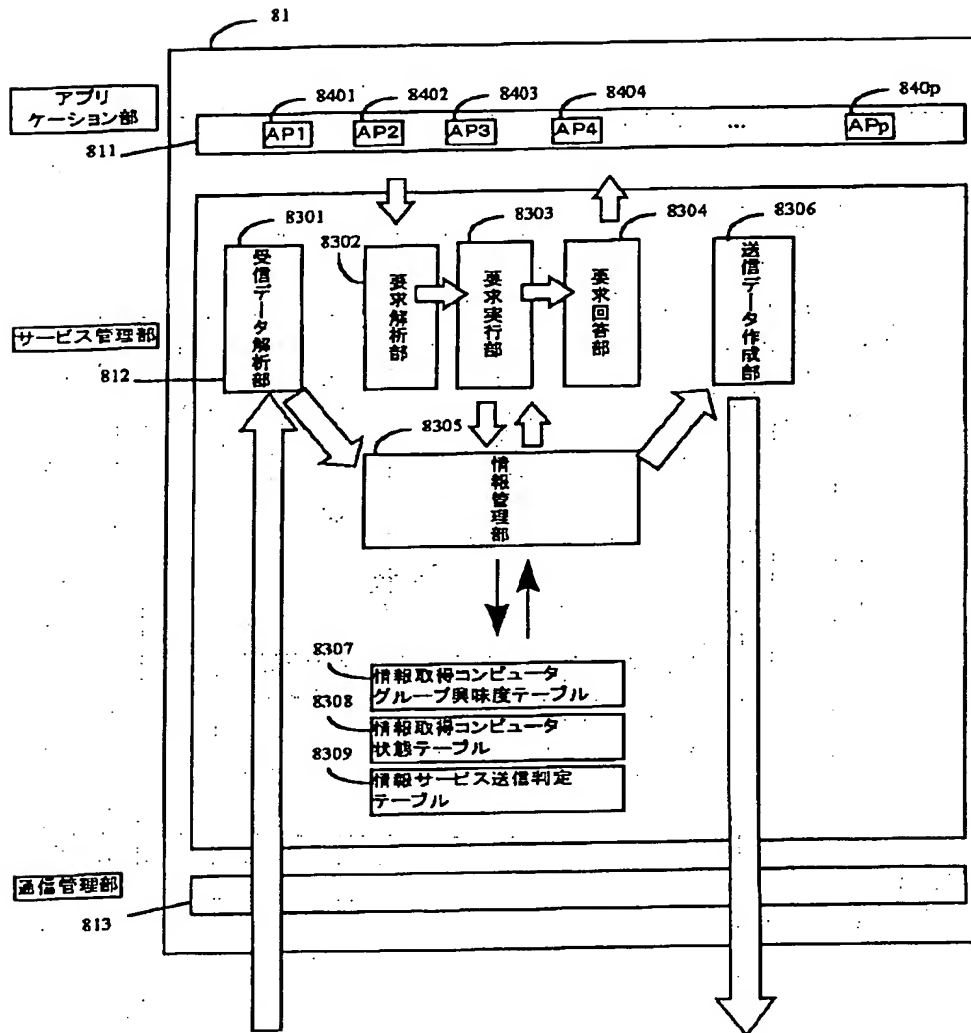 81
アプリ
ケーション部
811
8401
8402
8403
8404
840p
AP1
AP2
AP3
AP4
…
APp
サービス管理部
812
8301
受信データ解析部
8302
要求解析部
8303
要求実行部
8304
要求回答部
8306
送信データ作成部
8305
情報管理部
8307
情報取得コンピュータ
グループ興味度テーブル
8308
情報取得コンピュータ
状態テーブル
8309
情報サービス送信判定
テーブル
通信管理部
813